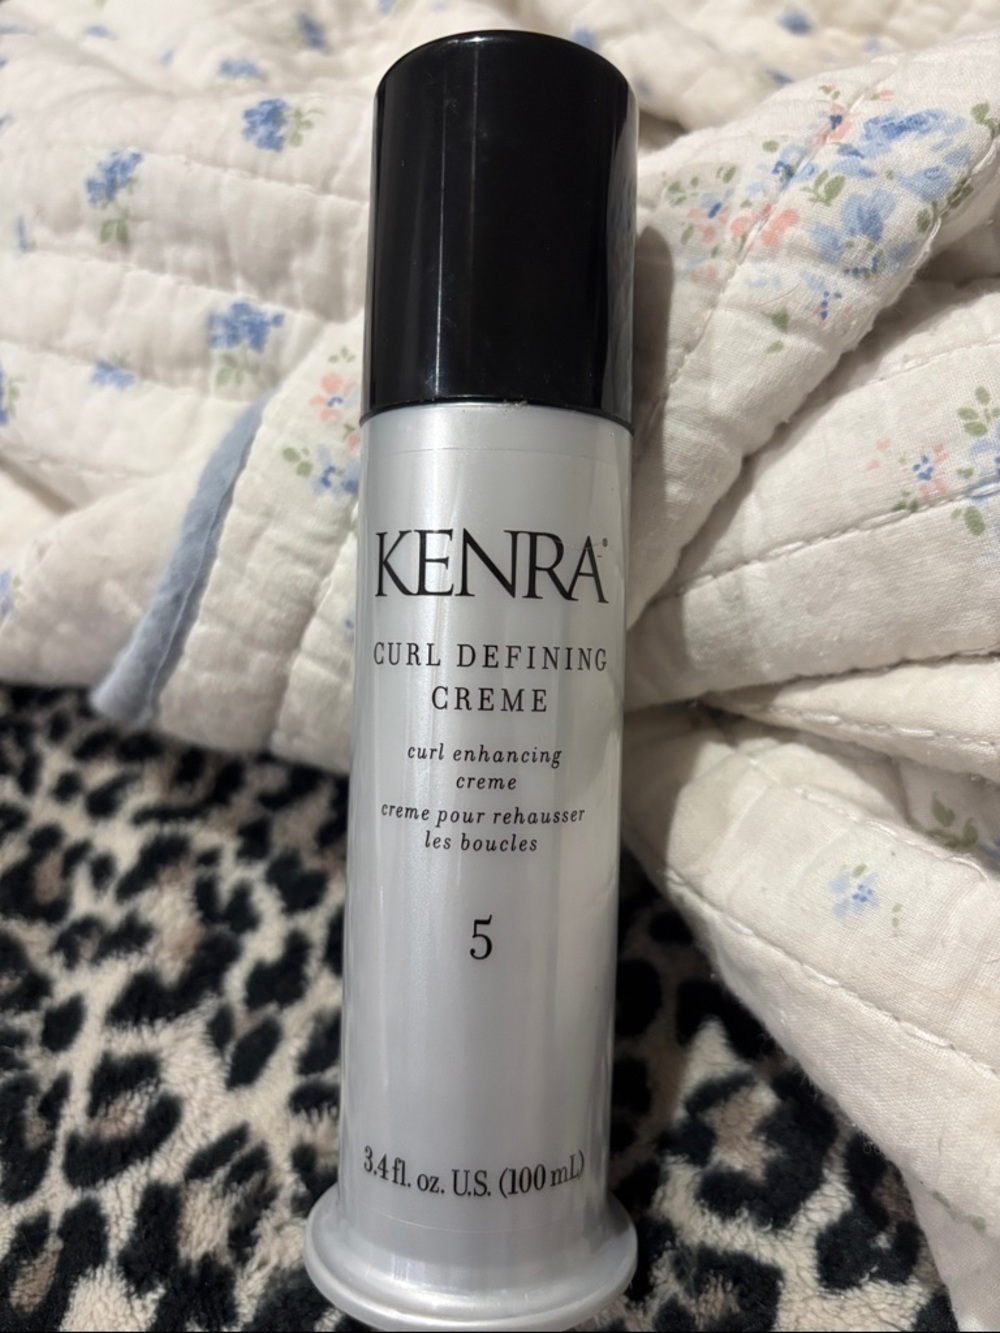 KENRA®
CURL DEFINING
CREME
curl enhancing
creme
creme pour rehausser
les boucles
5
3.4 fl. oz. U.S. (100 mL)